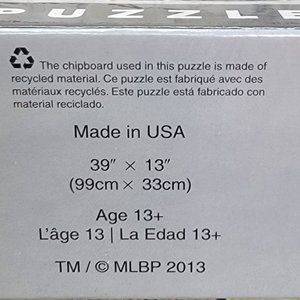 PUZZLE
The chipboard used in this puzzle is made of
recycled material. Ce puzzle est fabriqué avec des
matériaux recyclés. Este puzzle está fabricado con
material reciclado.
Made in USA
39" × 13"
(99cm × 33cm)
Age 13+
L'âge 13 | La Edad 13+
TM / © MLBP 2013